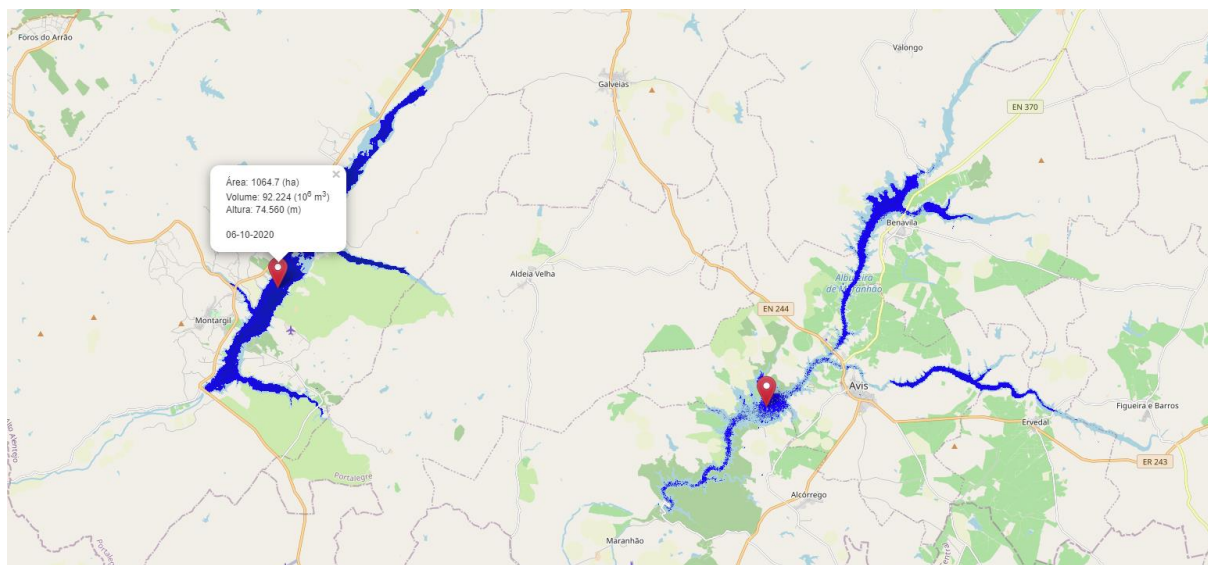 Foros do Arrão
Valongo
Galveias
EN 370
×
Área: 1064.7 (ha)
Volume: 92.224 (10⁶ m³)
Altura: 74.560 (m)
06-10-2020
Benavila
Aldeia Velha
Albufeira
do Maranhão
EN 244
Montargil
Avis
Figueira e Barros
Ervedal
ER 243
Portalegre
Alcórrego
Maranhão